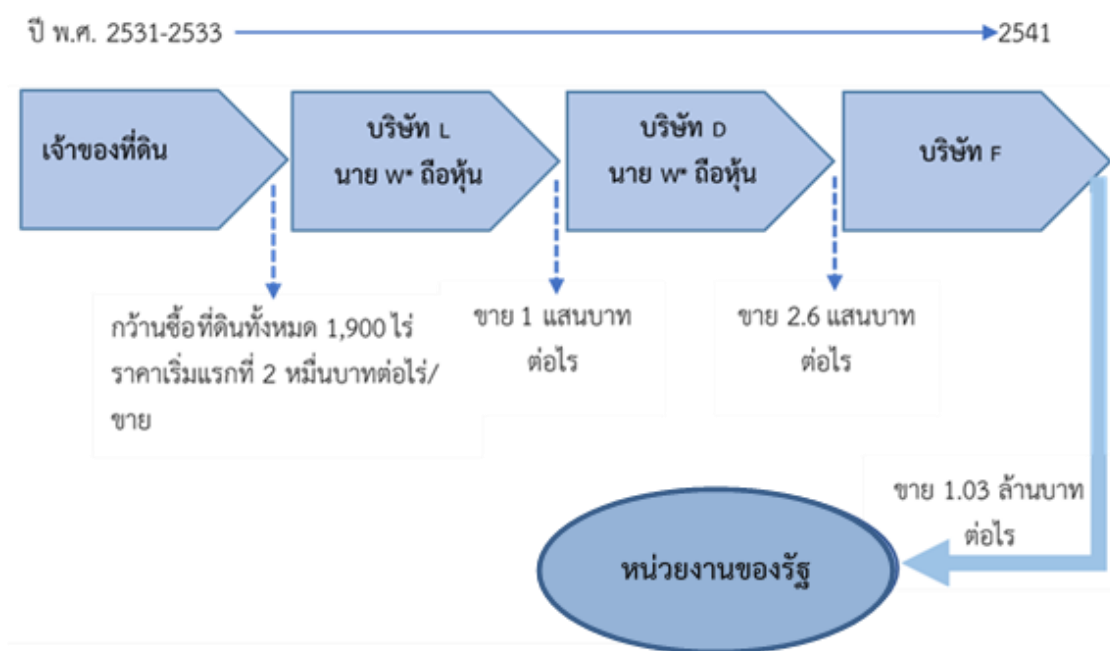 ปี พ.ศ. 2531-2533
2541
เจ้าของที่ดิน
บริษัท L
นาย W* ถือหุ้น
บริษัท D
นาย W* ถือหุ้น
บริษัท F
กว้านซื้อที่ดินทั้งหมด 1,900 ไร่
ราคาเริ่มแรกที่ 2 หมื่นบาทต่อไร่/
ขาย
ขาย 1 แสนบาท
ต่อไร
ขาย 2.6 แสนบาท
ต่อไร
ขาย 1.03 ล้านบาท
ต่อไร
หน่วยงานของรัฐ